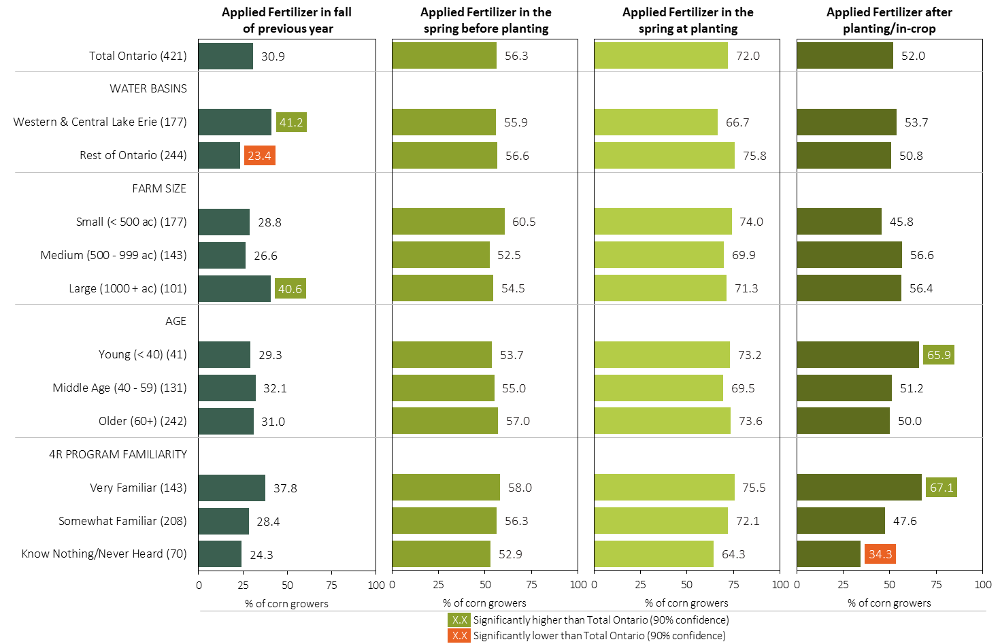 Applied Fertilizer in fall
of previous year
Applied Fertilizer in the
spring before planting
Applied Fertilizer in the
spring at planting
Applied Fertilizer after
planting/in-crop
Total Ontario (421) 30.9 56.3 72.0 52.0
WATER BASINS
Western & Central Lake Erie (177) 41.2 55.9 66.7 53.7
Rest of Ontario (244) 23.4 56.6 75.8 50.8
FARM SIZE
Small (< 500 ac) (177) 28.8 60.5 74.0 45.8
Medium (500 - 999 ac) (143) 26.6 52.5 69.9 56.6
Large (1000 + ac) (101) 40.6 54.5 71.3 56.4
AGE
Young (< 40) (41) 29.3 53.7 73.2 65.9
Middle Age (40 - 59) (131) 32.1 55.0 69.5 51.2
Older (60+) (242) 31.0 57.0 73.6 50.0
4R PROGRAM FAMILIARITY
Very Familiar (143) 37.8 58.0 75.5 67.1
Somewhat Familiar (208) 28.4 56.3 72.1 47.6
Know Nothing/Never Heard (70) 24.3 52.9 64.3 34.3
0 25 50 75 100 0 25 50 75 100 0 25 50 75 100 0 25 50 75 100
% of corn growers % of corn growers % of corn growers % of corn growers
X.X Significantly higher than Total Ontario (90% confidence)
X.X Significantly lower than Total Ontario (90% confidence)